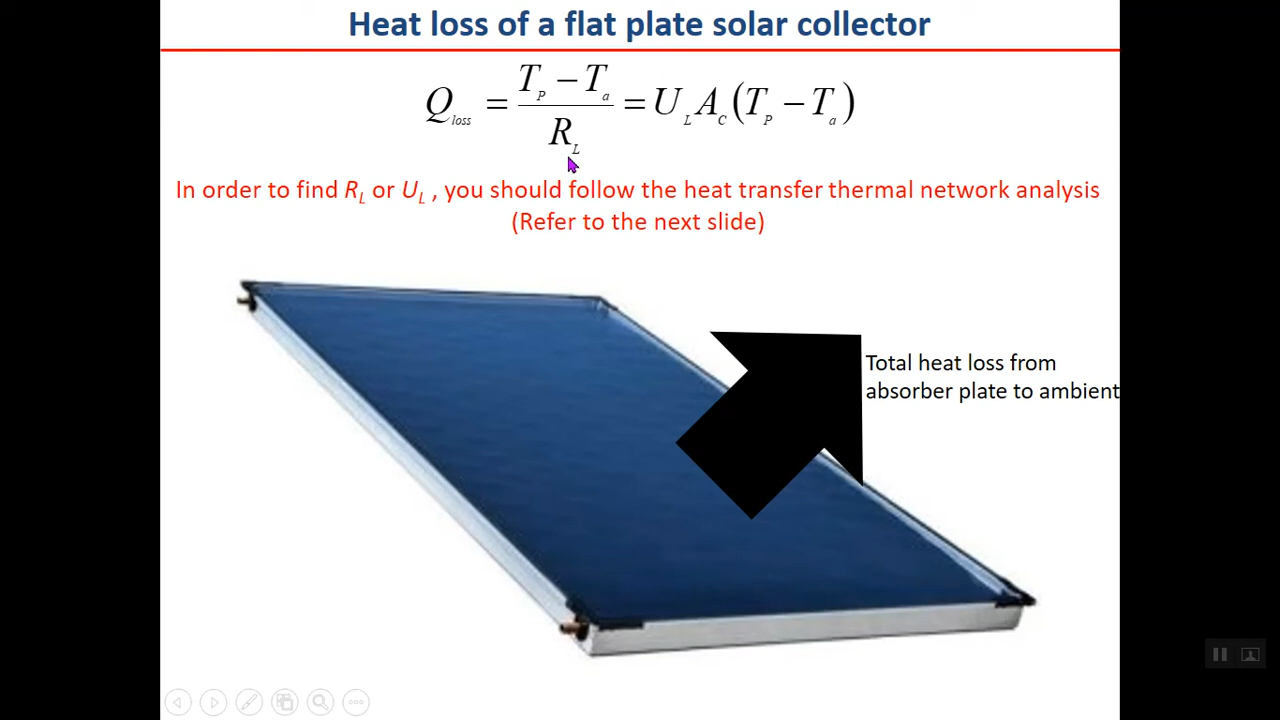 Heat loss of a flat plate solar collector
Q_loss = (T_P − T_a) / R_L = U_L A_C (T_P − T_a)
In order to find R_L or U_L , you should follow the heat transfer thermal network analysis
(Refer to the next slide)
Total heat loss from
absorber plate to ambient